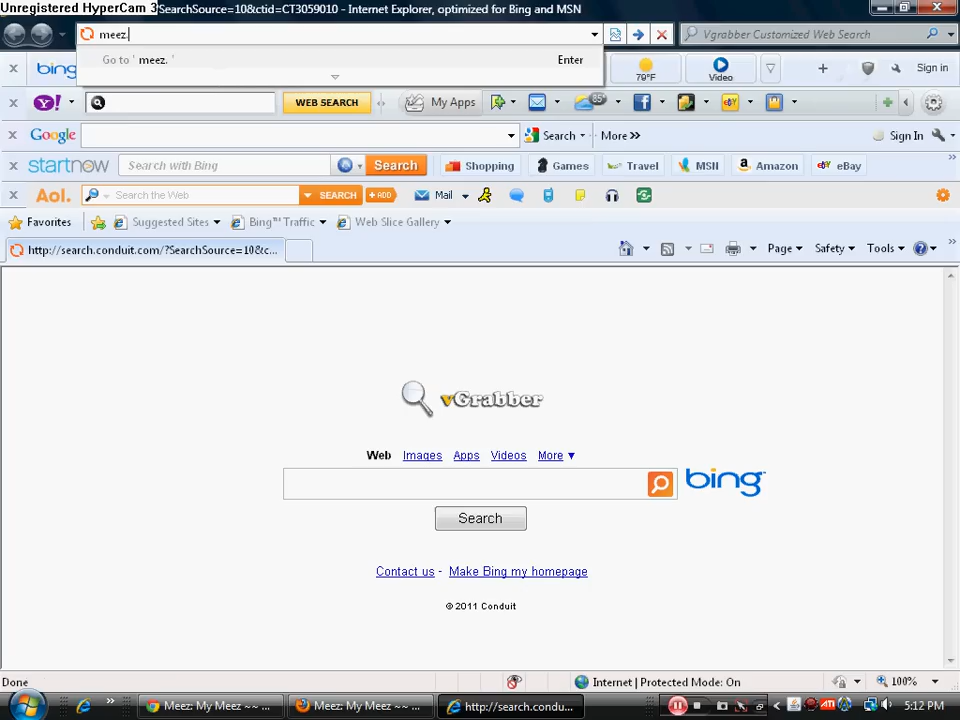 Unregistered HyperCam 3
SearchSource=10&ctid=CT3059010 - Internet Explorer, optimized for Bing and MSN
meez.
Vgrabber Customized Web Search
Go to ' meez. '
Enter
bing
79°F
Video
Sign in
Y!
WEB SEARCH
My Apps
85°
Google
Search
More >>
Sign In
startnow
Search with Bing
Search
Shopping
Games
Travel
MSN
Amazon
eBay
Aol.
Search the Web
SEARCH
+ADD
Mail
Favorites
Suggested Sites
Bing™ Traffic
Web Slice Gallery
http://search.conduit.com/?SearchSource=10&c...
Page
Safety
Tools
vGrabber
Web
Images
Apps
Videos
More ▼
bing
Search
Contact us - Make Bing my homepage
© 2011 Conduit
Done
Internet | Protected Mode: On
100%
Meez: My Meez ~~ ...
Meez: My Meez ~~ ...
http://search.condu...
5:12 PM